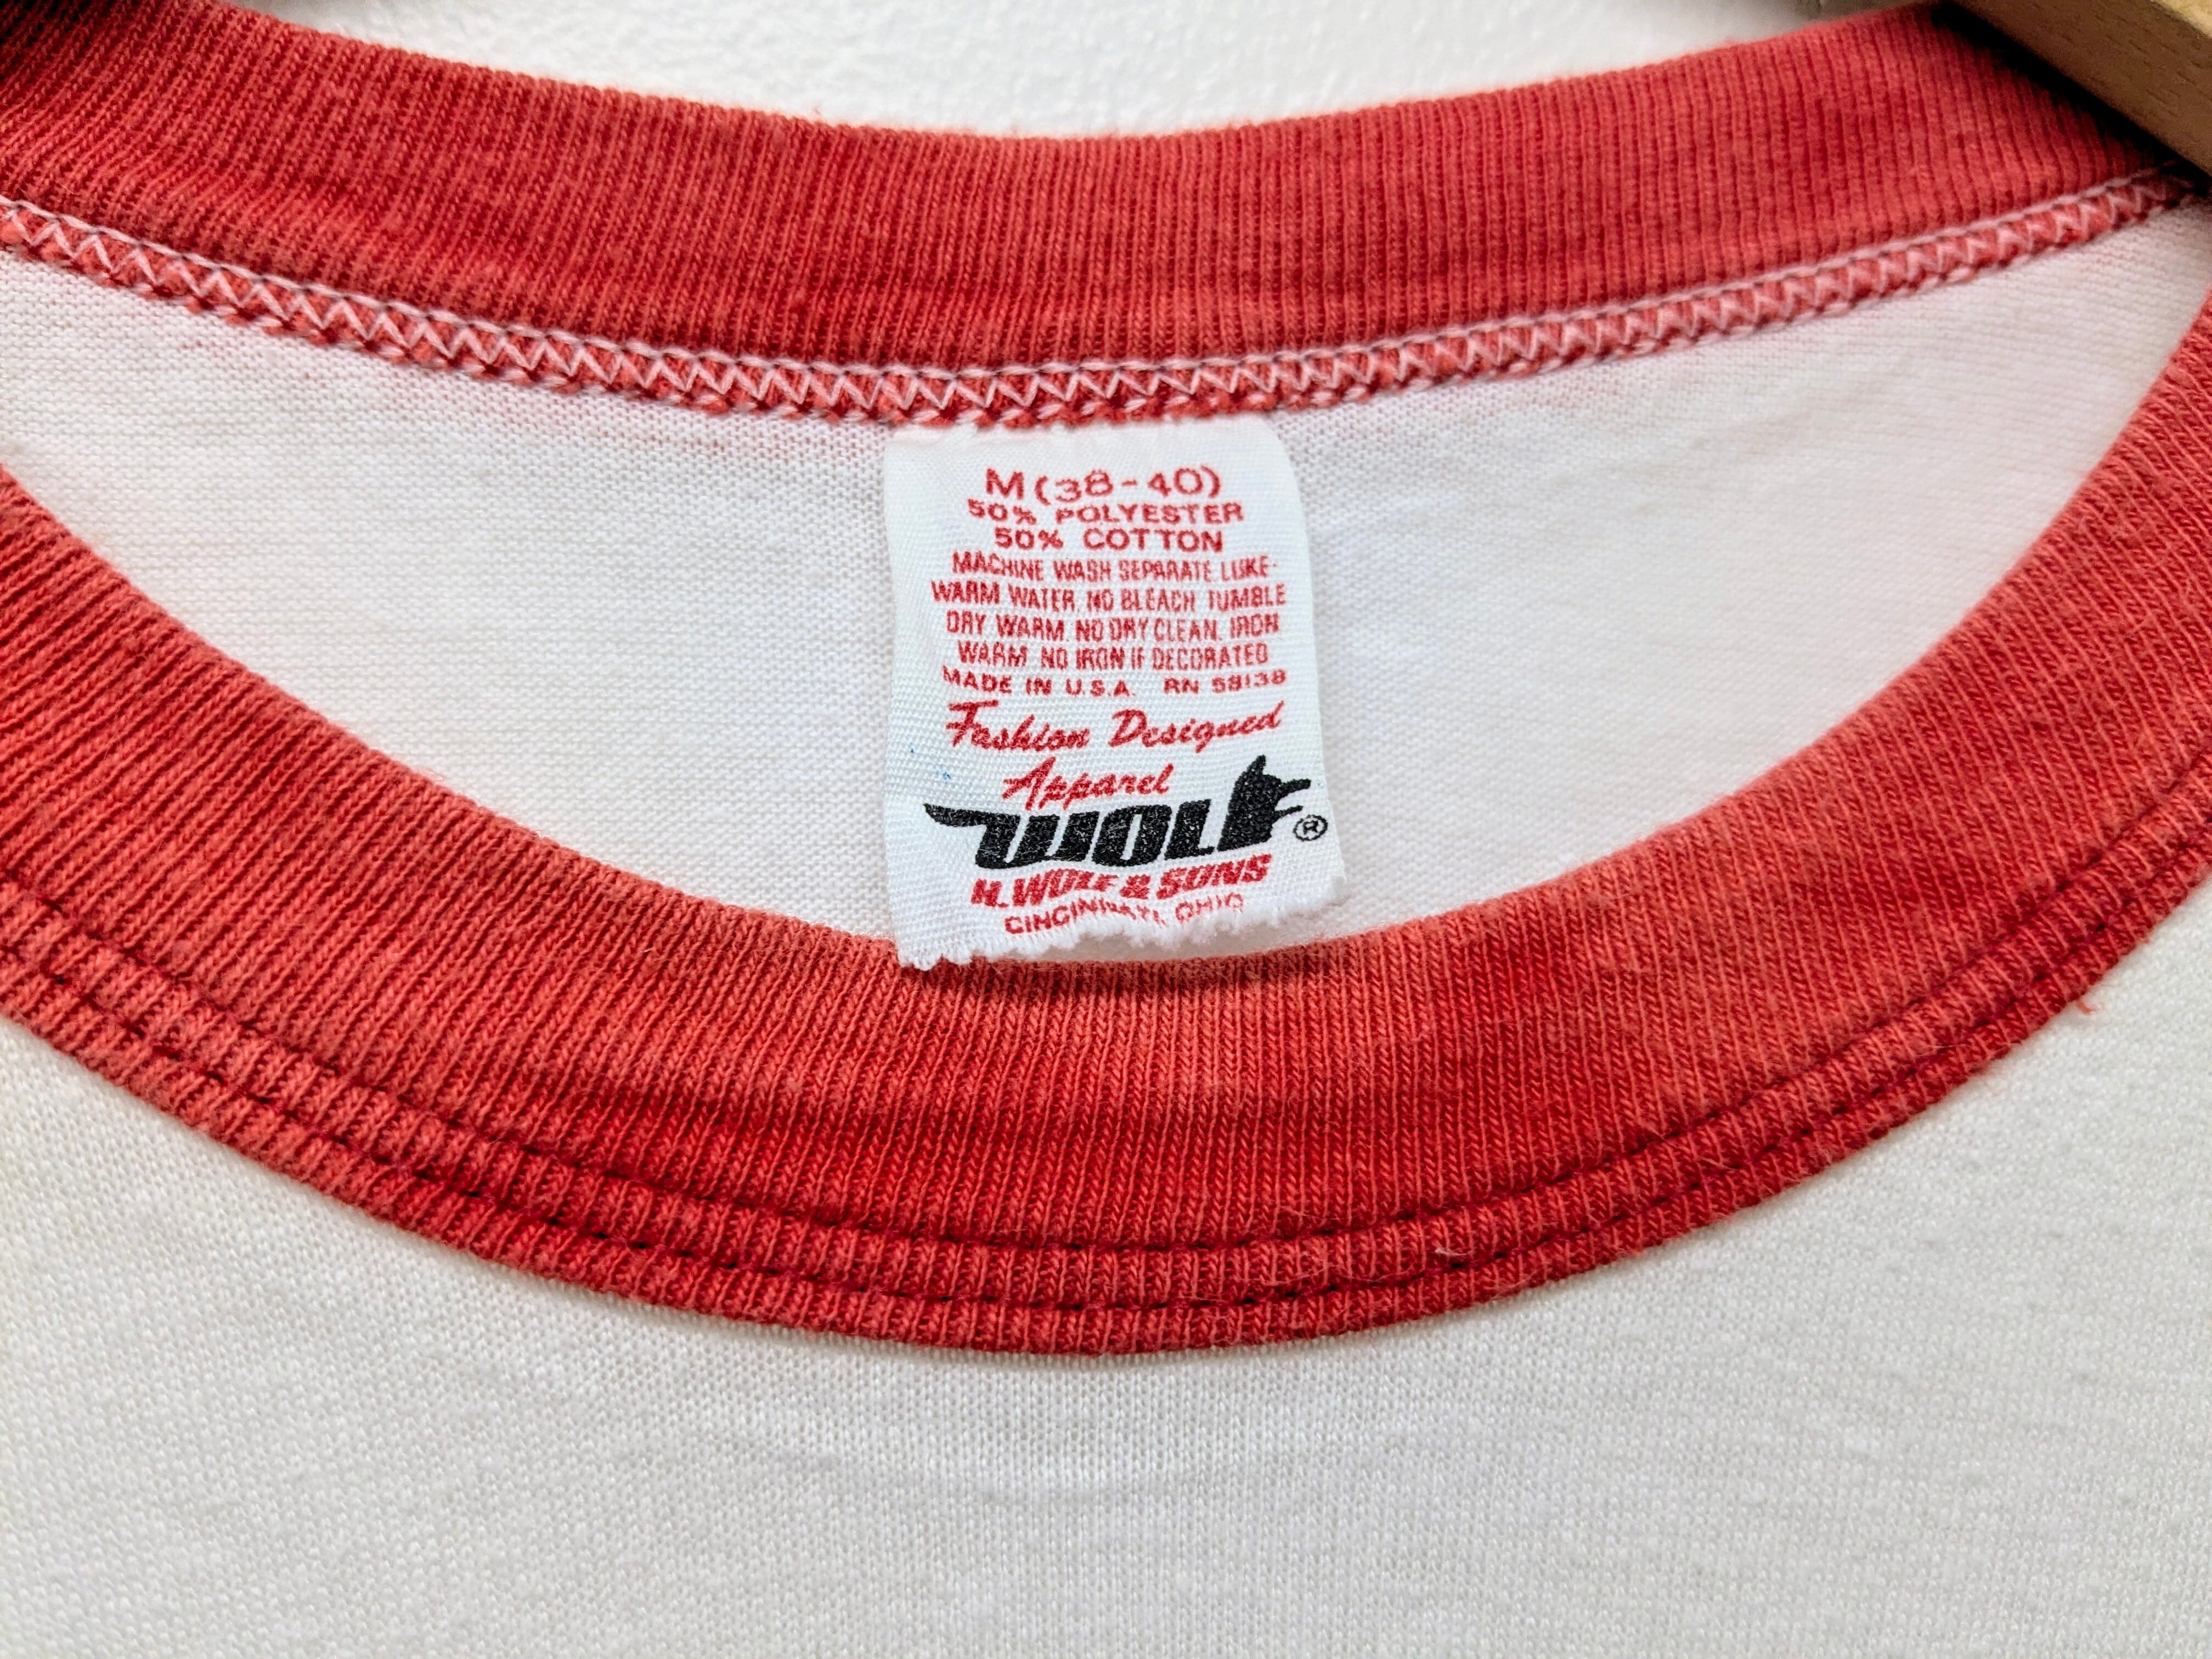 M (38-40)
50% POLYESTER
50% COTTON
MACHINE WASH SEPARATE LUKE-
WARM WATER. NO BLEACH. TUMBLE
DRY WARM. NO DRY CLEAN. IRON
WARM NO IRON IF DECORATED
MADE IN U.S.A. RN 58138
Fashion Designed
Apparel
WOLF®
H. WOLF & SONS
CINCINNATI, OHIO